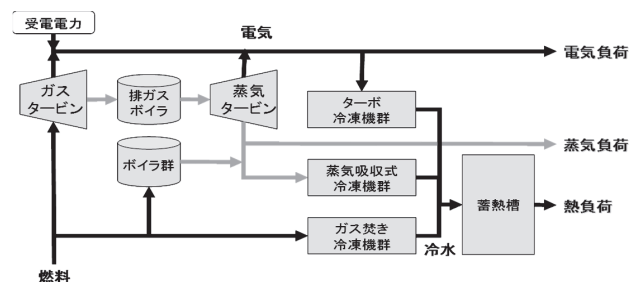 受電電力
電気
電気負荷
ガス
タービン
排ガス
ボイラ
蒸気
タービン
ターボ
冷凍機群
蒸気負荷
ボイラ群
蒸気吸収式
冷凍機群
蓄熱槽
熱負荷
ガス焚き
冷凍機群
冷水
燃料